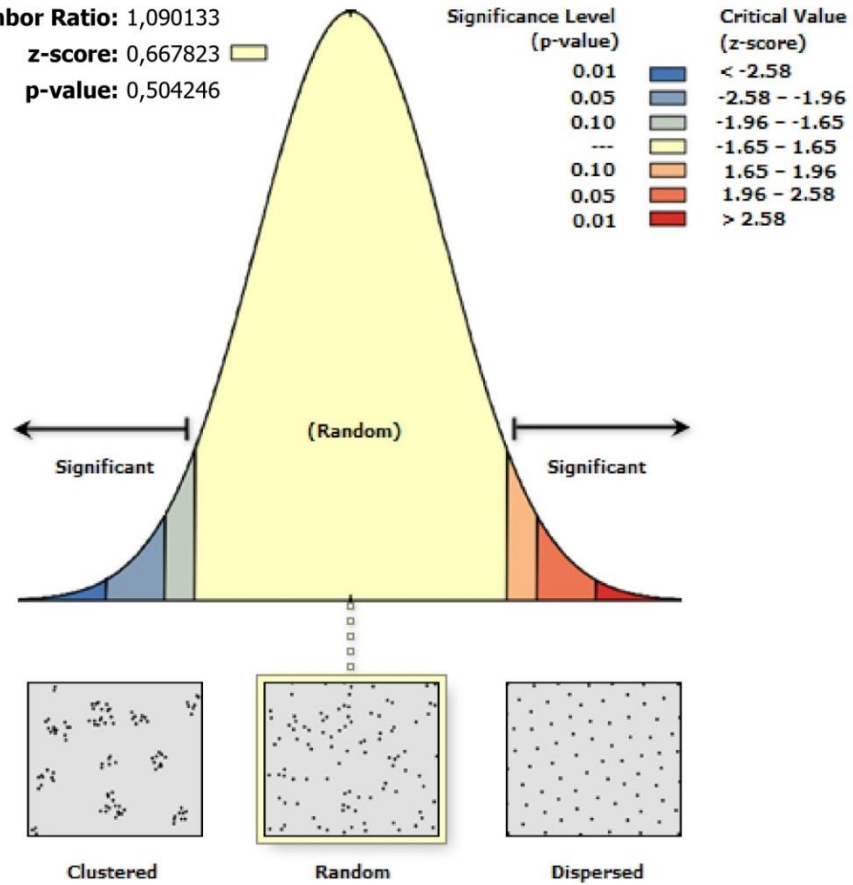 nbor Ratio: 1,090133
z-score: 0,667823
p-value: 0,504246
Significance Level
(p-value)
Critical Value
(z-score)
0.01 < -2.58
0.05 -2.58 – -1.96
0.10 -1.96 – -1.65
--- -1.65 – 1.65
0.10 1.65 – 1.96
0.05 1.96 – 2.58
0.01 > 2.58
(Random)
Significant
Significant
Clustered
Random
Dispersed